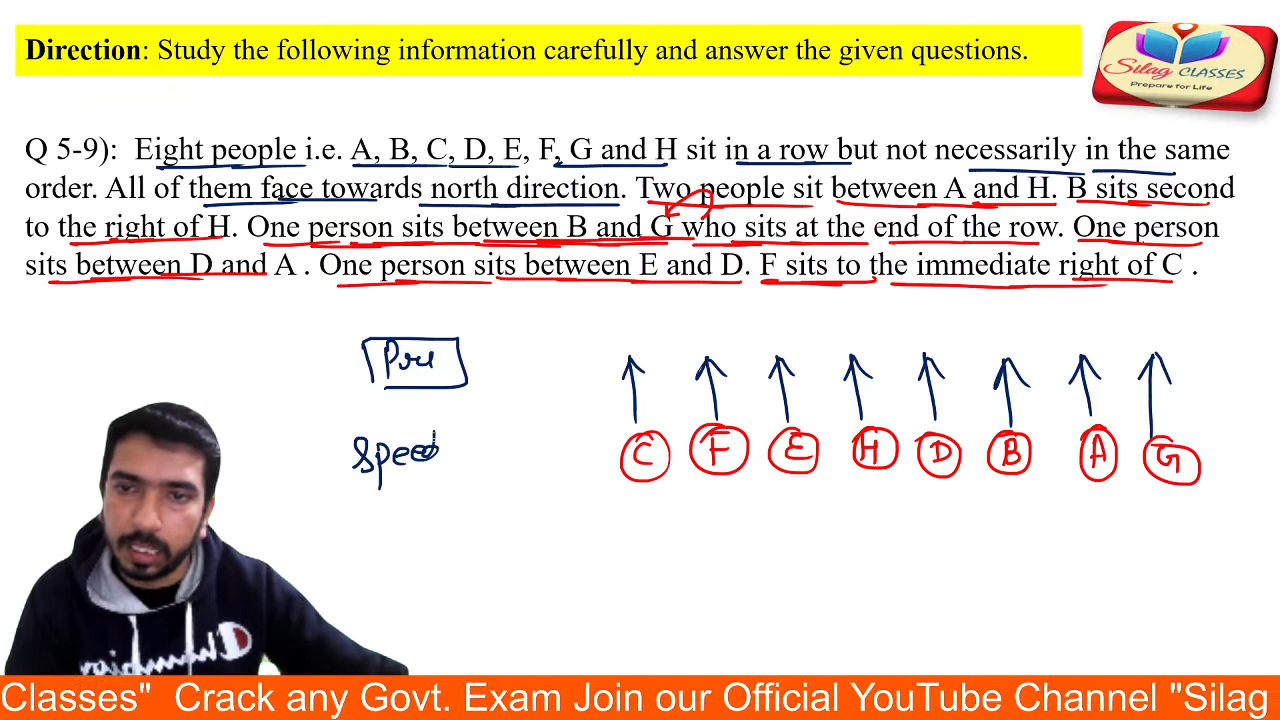 Direction: Study the following information carefully and answer the given questions.
Silag CLASSES
Prepare for Life
Q 5-9): Eight people i.e. A, B, C, D, E, F, G and H sit in a row but not necessarily in the same
order. All of them face towards north direction. Two people sit between A and H. B sits second
to the right of H. One person sits between B and G who sits at the end of the row. One person
sits between D and A . One person sits between E and D. F sits to the immediate right of C .
C F E H D B A G
Speed
Classes" Crack any Govt. Exam Join our Official YouTube Channel "Silag